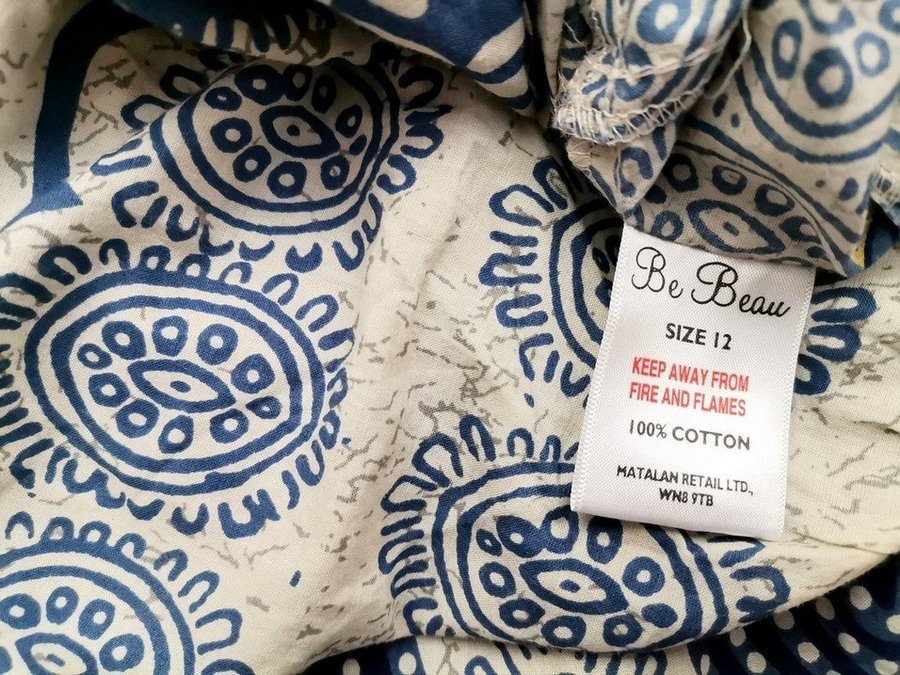 Be Beau
SIZE 12
KEEP AWAY FROM
FIRE AND FLAMES
100% COTTON
MATALAN RETAIL LTD.,
WN8 9TB